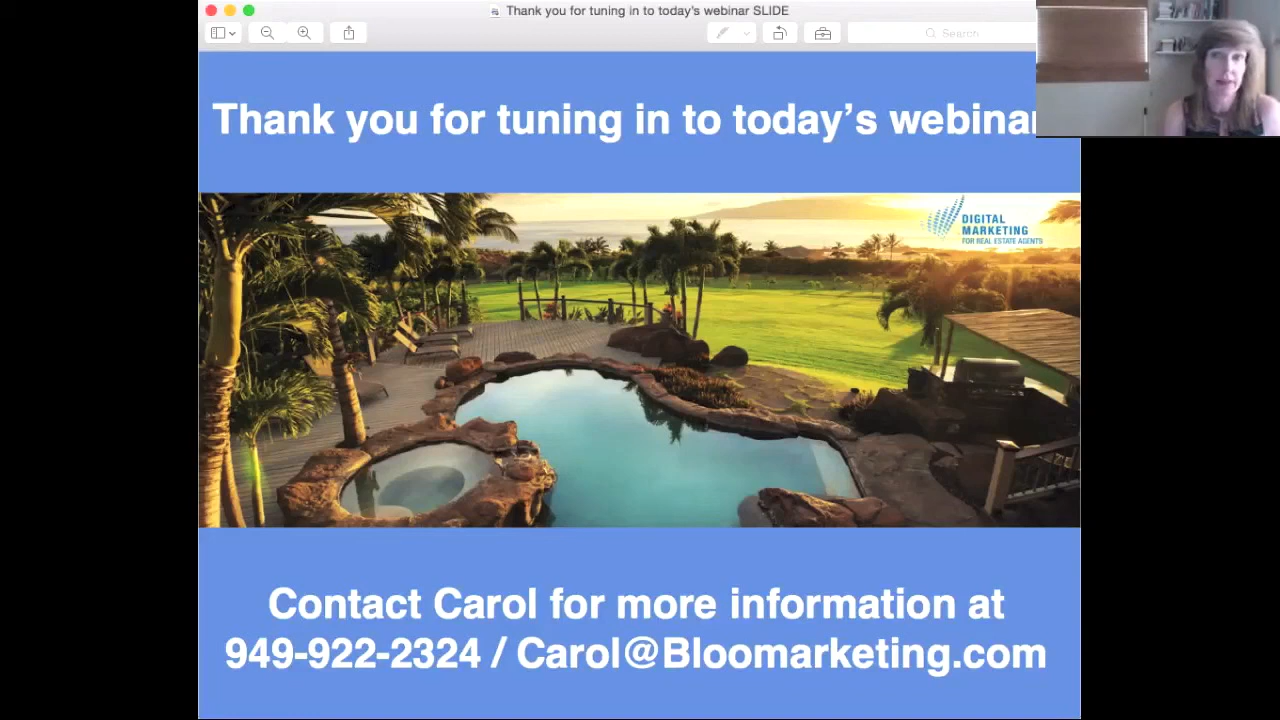 Thank you for tuning in to today's webinar SLIDE
Search
Thank you for tuning in to today’s webinar
DIGITAL
MARKETING
FOR REAL ESTATE AGENTS
Contact Carol for more information at
949-922-2324 / Carol@Bloomarketing.com